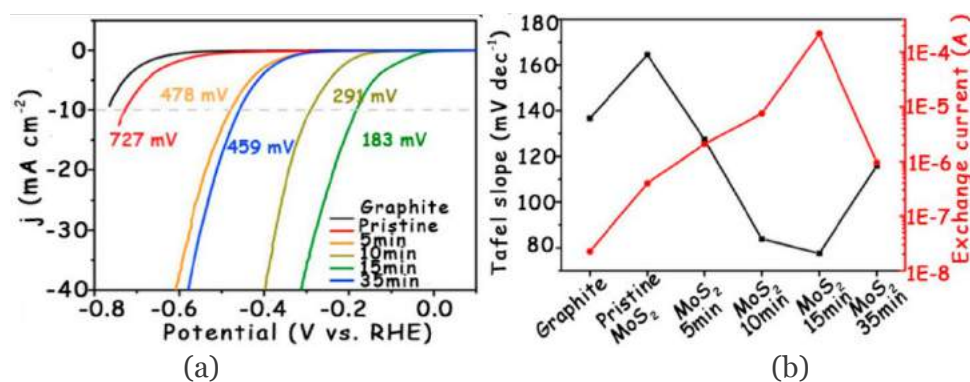 (a)
j (mA cm-2)
0
-10
-20
-30
-40
478 mV
291 mV
727 mV
459 mV
183 mV
Graphite
Pristine
5min
10min
15min
35min
-0.8
-0.6
-0.4
-0.2
0.0
Potential (V vs. RHE)
(a)
(b)
Tafel slope (mV dec-1)
180
160
140
120
100
80
Exchange current (A)
1E-4
1E-5
1E-6
1E-7
1E-8
Graphite
Pristine
MoS2
MoS2
5min
MoS2
10min
MoS2
15min
MoS2
35min
(b)